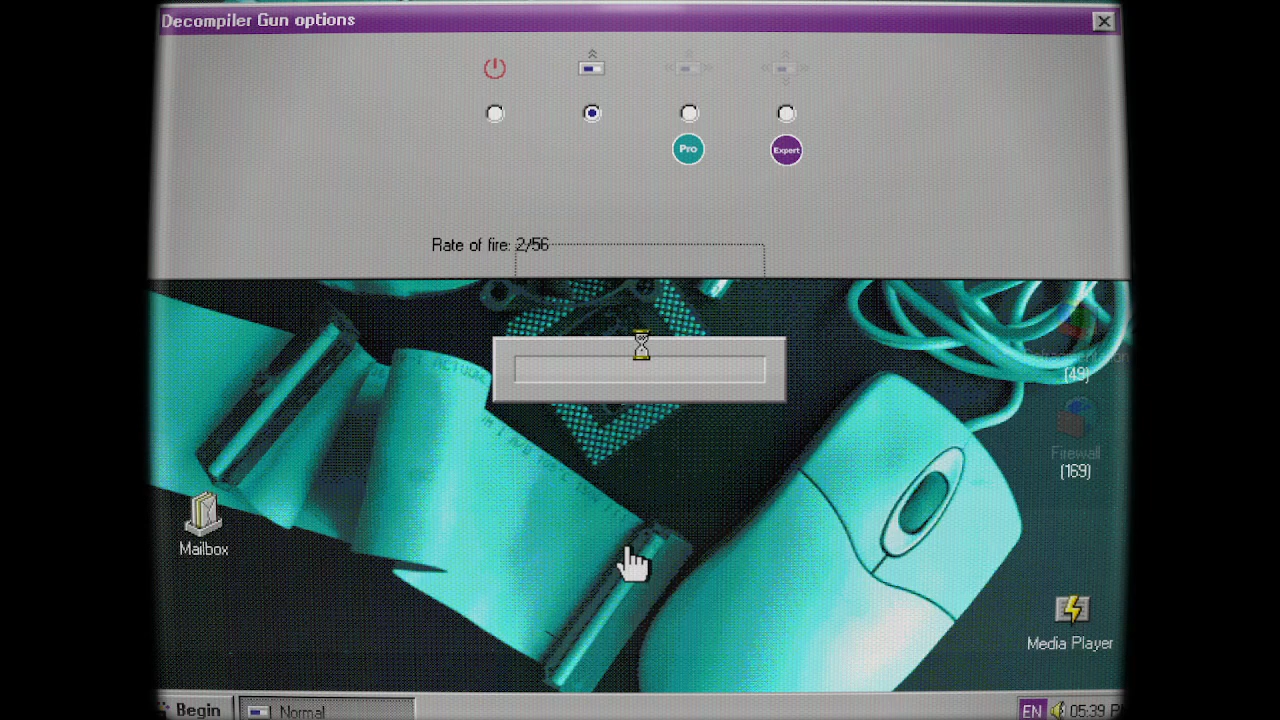 Decompiler Gun options
Pro
Expert
Rate of fire: 2/56
(49)
Firewall
(169)
Mailbox
Media Player
Begin
Normal
EN
05:39 P